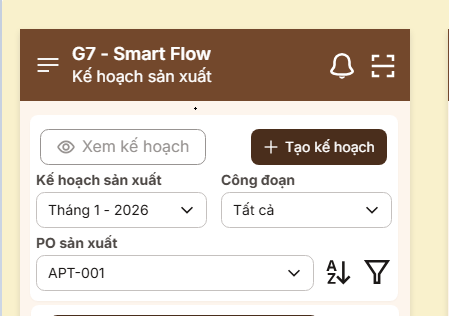 G7 - Smart Flow
Kế hoạch sản xuất
Xem kế hoạch
Tạo kế hoạch
Kế hoạch sản xuất
Công đoạn
Tháng 1 - 2026
Tất cả
PO sản xuất
APT-001
A
Z